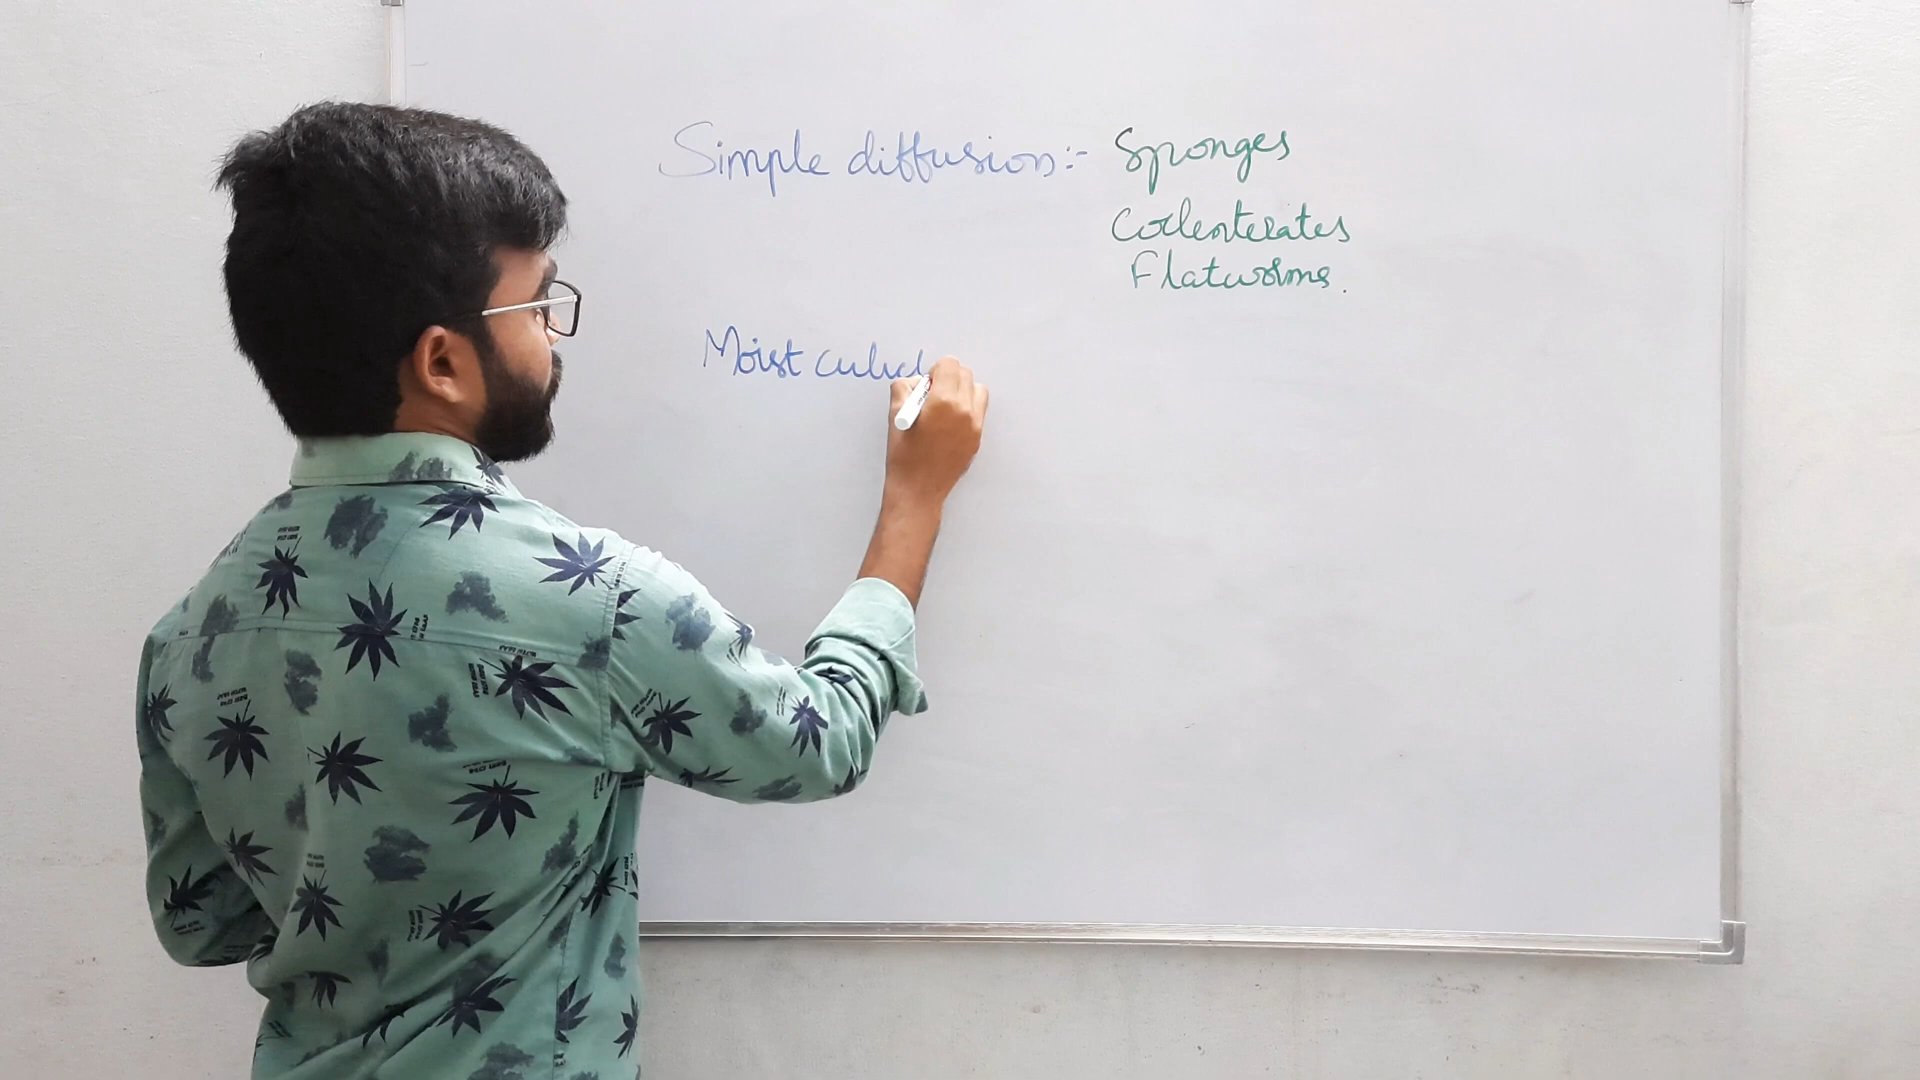 Simple diffusion:- Sponges
Coelenterates
Flatworms.
Moist